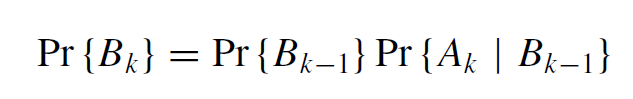 Pr {B_k} = Pr {B_{k−1}} Pr {A_k | B_{k−1}}